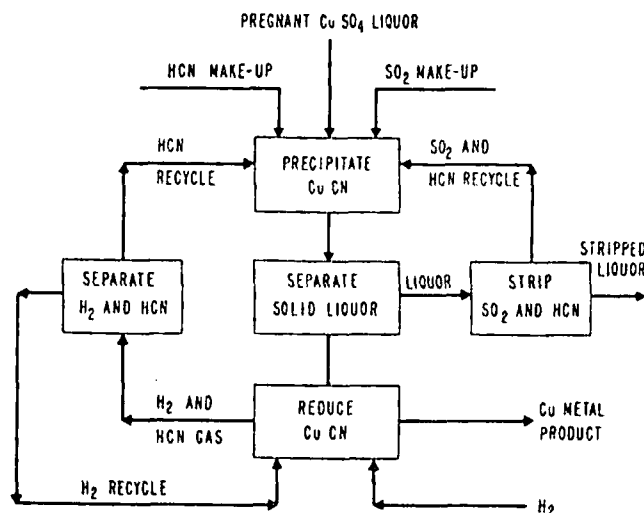 PREGNANT Cu SO4 LIQUOR
HCN MAKE-UP
SO2 MAKE-UP
HCN
RECYCLE
PRECIPITATE
Cu CN
SO2 AND
HCN RECYCLE
STRIPPED
LIQUOR
SEPARATE
H2 AND HCN
SEPARATE
SOLID LIQUOR
LIQUOR
STRIP
SO2 AND HCN
H2 AND
HCN GAS
REDUCE
Cu CN
Cu METAL
PRODUCT
H2 RECYCLE
H2